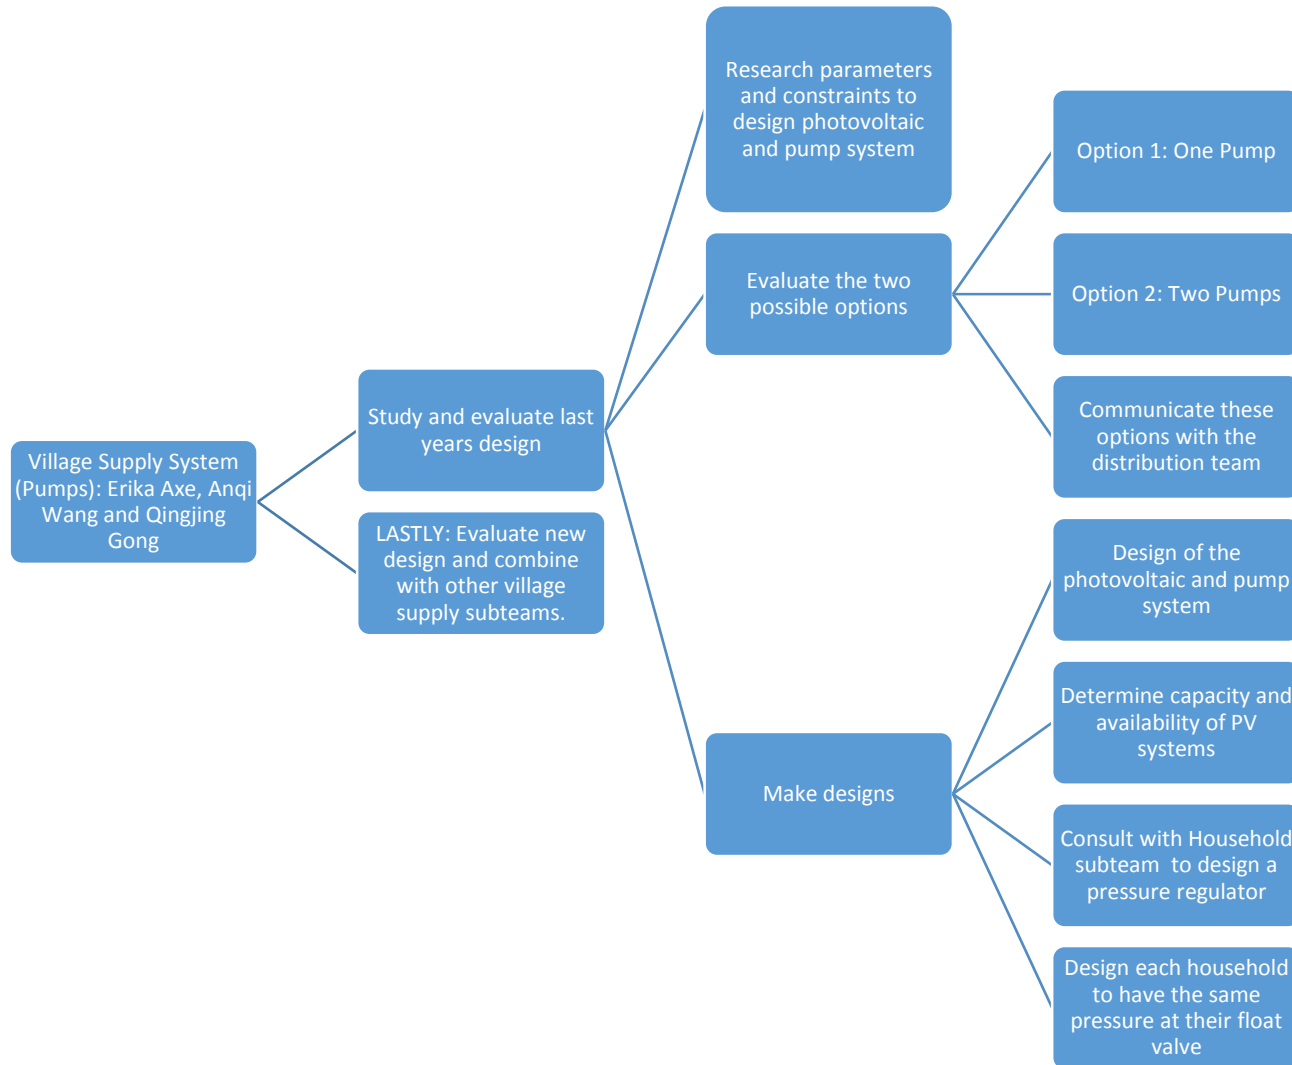 Village Supply System
(Pumps): Erika Axe, Anqi
Wang and Qingjing
Gong
Study and evaluate last
years design
LASTLY: Evaluate new
design and combine
with other village
supply subteams.
Research parameters
and constraints to
design photovoltaic
and pump system
Evaluate the two
possible options
Make designs
Option 1: One Pump
Option 2: Two Pumps
Communicate these
options with the
distribution team
Design of the
photovoltaic and pump
system
Determine capacity and
availability of PV
systems
Consult with Household
subteam  to design a
pressure regulator
Design each household
to have the same
pressure at their float
valve